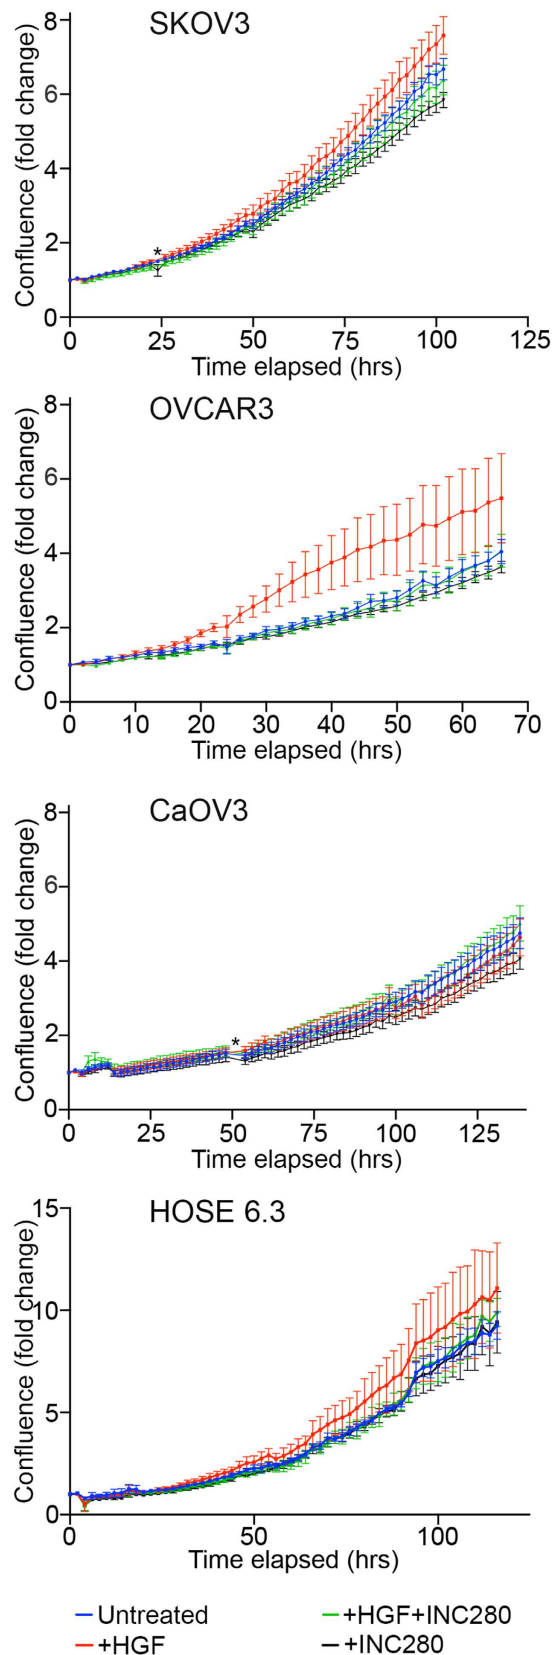 SKOV3
Confluence (fold change)
8
6
4
2
0
*
0 25 50 75 100 125
Time elapsed (hrs)
OVCAR3
Confluence (fold change)
8
6
4
2
0
0 10 20 30 40 50 60 70
Time elapsed (hrs)
CaOV3
Confluence (fold change)
8
6
4
2
0
*
0 25 50 75 100 125
Time elapsed (hrs)
HOSE 6.3
Confluence (fold change)
15
10
5
0
0 50 100
Time elapsed (hrs)
Untreated
+HGF+INC280
+HGF
+INC280